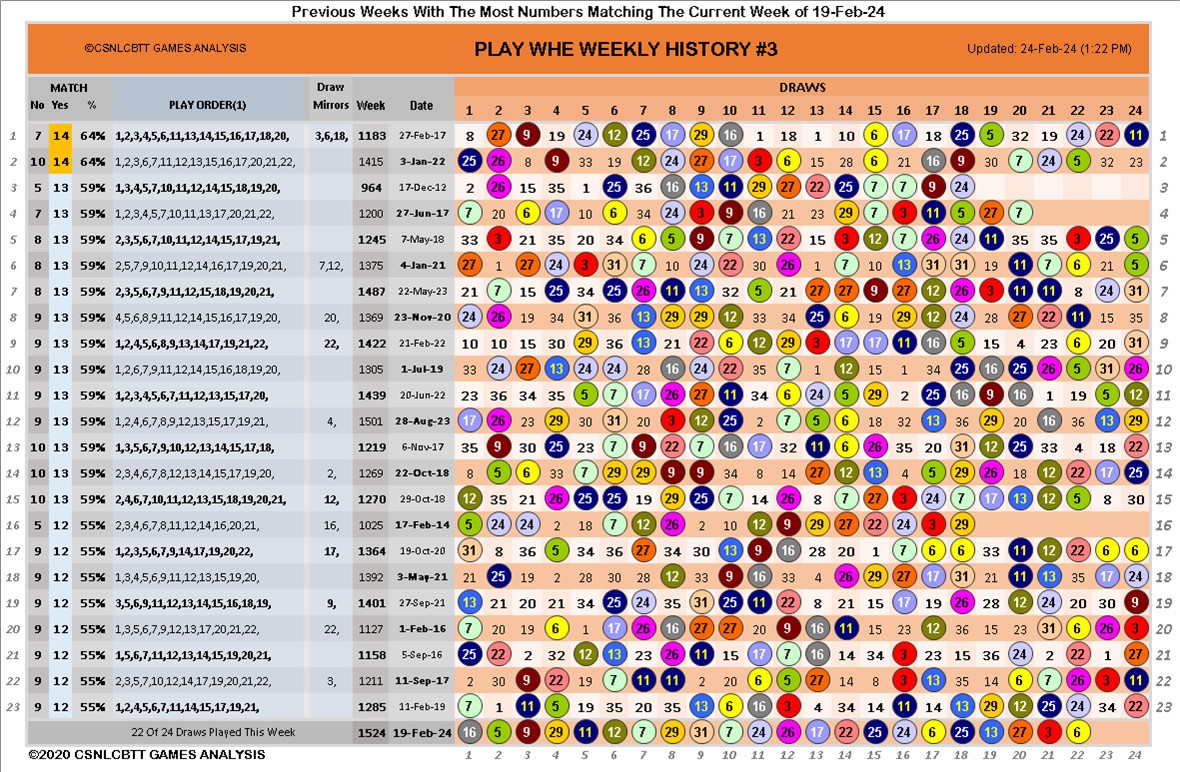 Previous Weeks With The Most Numbers Matching The Current Week of 19-Feb-24
©CSNLCBTT GAMES ANALYSIS PLAY WHE WEEKLY HISTORY #3 Updated: 24-Feb-24 (1:22 PM)
MATCH Draw DRAWS
No Yes % PLAY ORDER(1) Mirrors Week Date 1 2 3 4 5 6 7 8 9 10 11 12 13 14 15 16 17 18 19 20 21 22 23 24
1 7 14 64% 1,2,3,4,5,6,11,13,14,15,16,17,18,20, 3,6,18, 1183 27-Feb-17 8 27 9 19 24 12 25 17 29 16 1 18 1 10 6 17 18 25 5 32 19 24 22 11 1
2 10 14 64% 1,2,3,6,7,11,12,13,15,16,17,20,21,22, 1415 3-Jan-22 25 26 8 9 33 19 12 24 27 17 3 6 15 28 6 21 16 9 30 7 24 5 32 23 2
3 5 13 59% 1,3,4,5,7,10,11,12,14,15,18,19,20, 964 17-Dec-12 2 26 15 35 1 25 36 16 13 11 29 27 22 25 7 7 9 24 3
4 7 13 59% 1,2,3,4,5,7,10,11,13,17,20,21,22, 1200 27-Jun-17 7 20 6 17 10 6 34 24 3 9 16 21 23 29 7 3 11 5 27 7 4
5 8 13 59% 2,3,5,6,7,10,11,12,14,15,17,19,21, 1245 7-May-18 33 3 21 35 20 34 6 5 9 7 13 22 15 3 12 7 26 24 11 35 35 3 25 5 5
6 8 13 59% 2,5,7,9,10,11,12,13,16,17,19,20,21, 7,12, 1375 4-Jan-21 27 1 27 24 3 31 7 10 24 22 30 26 1 7 10 13 31 31 19 11 7 6 21 5 6
7 8 13 59% 2,3,5,6,7,9,11,12,15,18,19,20,21, 1487 22-May-23 21 7 15 25 34 25 26 11 13 32 5 21 27 27 9 27 12 26 3 11 11 8 24 31 7
8 9 13 59% 4,5,6,8,9,11,12,13,14,15,17,19,20, 20, 1369 23-Nov-20 24 26 19 34 31 36 13 29 29 12 33 34 25 6 19 29 12 24 28 27 22 11 15 35 8
9 9 13 59% 1,2,4,5,6,8,9,13,14,17,19,21,22, 22, 1422 21-Feb-22 10 10 15 30 29 36 13 21 22 6 12 29 3 17 17 11 16 5 15 4 22 6 20 31 9
10 9 13 59% 1,2,6,7,9,11,12,13,15,16,17,19,20, 1305 1-Jul-19 33 24 27 13 24 24 28 16 24 22 35 7 1 12 15 1 34 25 16 25 26 5 31 26 10
11 9 13 59% 1,2,3,4,5,6,7,11,12,13,15,17,20, 1439 20-Jun-22 23 36 34 35 5 7 17 26 27 11 34 6 24 5 29 2 25 16 9 16 1 19 5 12 11
12 9 13 59% 1,2,4,6,7,8,9,12,13,15,17,19,21, 4, 1501 28-Aug-23 17 26 23 29 30 31 20 3 12 25 2 7 5 6 18 32 13 36 29 20 16 36 13 29 12
13 10 13 59% 1,3,5,6,7,9,11,12,13,14,15,17,18, 1219 6-Nov-17 35 9 30 25 23 7 9 22 7 16 17 32 11 6 26 35 20 31 12 25 33 4 18 22 13
14 10 13 59% 2,3,4,6,7,8,12,13,14,15,17,19,20, 2, 1269 22-Oct-18 8 5 6 33 7 29 29 9 9 34 8 14 27 12 13 4 5 29 26 18 12 22 17 25 14
15 10 13 59% 2,4,6,7,10,11,12,13,15,18,19,20,21, 12, 1270 29-Oct-18 12 35 21 26 25 25 19 29 25 7 14 26 8 7 27 3 24 7 17 13 12 5 8 30 15
16 5 12 55% 2,3,4,6,7,8,11,12,14,16,20,21, 16, 1025 17-Feb-14 5 24 24 2 18 7 12 26 2 10 12 9 29 27 22 24 3 29 16
17 9 12 55% 1,2,3,5,6,7,9,14,17,19,20,22, 17, 1364 19-Oct-20 31 8 36 5 34 36 27 34 30 13 9 16 28 20 1 7 6 6 33 11 12 22 6 6 17
18 9 12 55% 1,3,4,5,6,9,11,12,13,15,19,20, 1392 3-May-21 21 25 19 2 28 30 28 12 33 9 16 33 4 26 29 27 17 31 21 11 13 35 17 24 18
19 9 12 55% 3,5,6,9,11,12,13,14,15,16,18,19, 9, 1401 27-Sep-21 13 21 20 21 34 25 24 35 31 25 11 22 8 21 15 17 19 26 28 12 24 20 30 9 19
20 9 12 55% 1,3,5,6,7,9,12,13,17,20,21,22, 22, 1127 1-Feb-16 7 20 19 6 1 17 26 16 27 27 20 9 16 11 15 23 12 36 15 23 31 6 26 3 20
21 9 12 55% 1,5,6,7,11,12,13,14,17,19,20,21, 1158 5-Sep-16 25 22 2 32 12 13 23 26 11 15 17 7 16 14 34 3 23 15 36 24 2 22 1 27 21
22 9 12 55% 2,3,5,7,10,12,14,17,19,20,21,22, 3, 1211 11-Sep-17 2 30 9 22 19 7 11 11 2 20 6 5 27 14 8 3 13 35 14 6 7 26 3 11 22
23 9 12 55% 1,2,4,5,6,7,11,12,14,17,19,21, 1285 11-Feb-19 7 1 11 5 19 20 35 31 13 6 16 3 4 34 14 11 14 13 29 12 25 24 34 22 23
22 Of 24 Draws Played This Week 1524 19-Feb-24 16 5 9 29 11 12 7 29 31 7 24 26 17 22 25 24 6 25 13 27 3 6
©2020 CSNLCBTT GAMES ANALYSIS 1 2 3 4 5 6 7 8 9 10 11 12 13 14 15 16 17 18 19 20 21 22 23 24